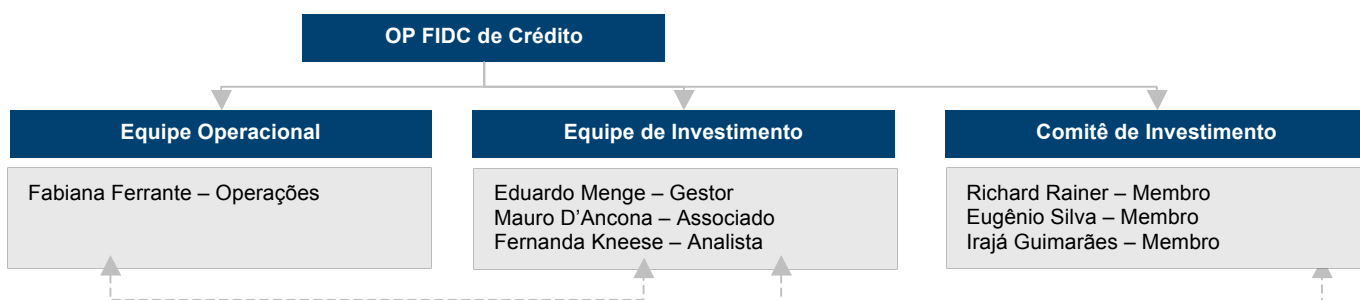 OP FIDC de Crédito
Equipe Operacional
Fabiana Ferrante – Operações
Equipe de Investimento
Eduardo Menge – Gestor
Mauro D'Ancona – Associado
Fernanda Kneese – Analista
Comitê de Investimento
Richard Rainer – Membro
Eugênio Silva – Membro
Irajá Guimarães – Membro